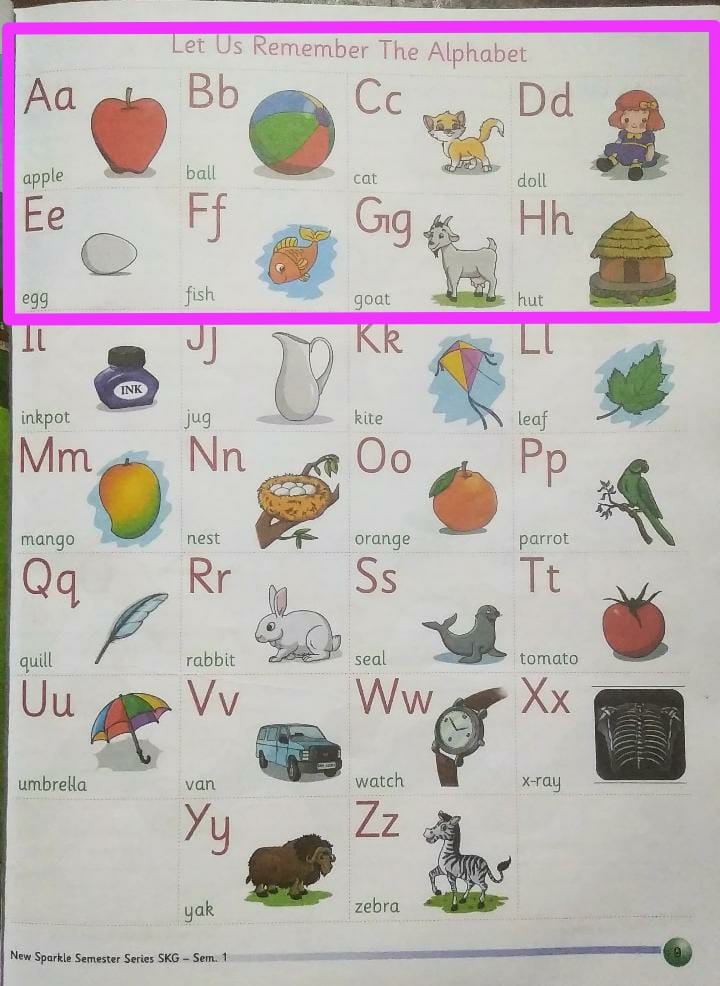 Let Us Remember The Alphabet
Aa Bb Cc Dd
apple ball cat doll
Ee Ff Gg Hh
egg fish goat hut
Ii Jj Kk Ll
INK
inkpot jug kite leaf
Mm Nn Oo Pp
mango nest orange parrot
Qq Rr Ss Tt
quill rabbit seal tomato
Uu Vv Ww Xx
umbrella van watch x-ray
Yy Zz
yak zebra
New Sparkle Semester Series SKG – Sem. 1